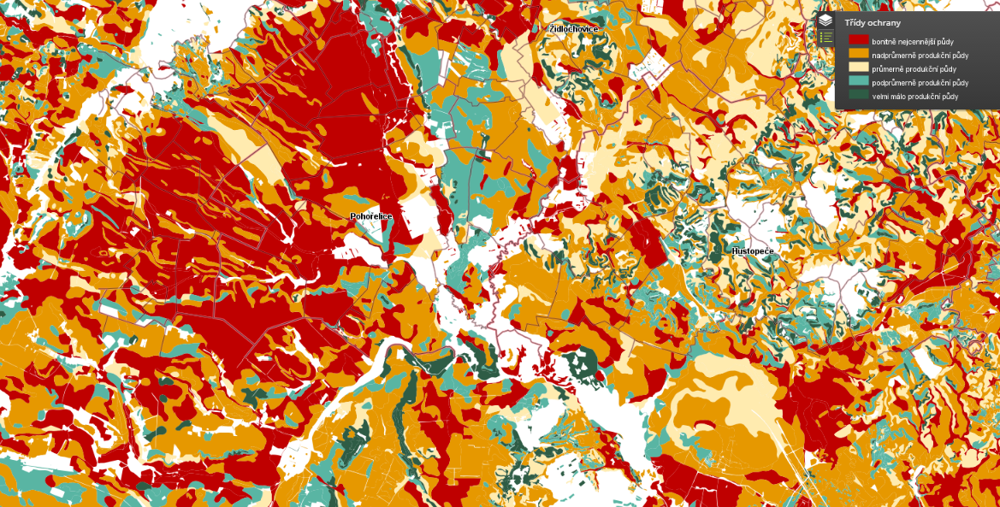 Židlochovice
Třídy ochrany
bonitně nejcennější půdy
nadprůměrně produkční půdy
průměrně produkční půdy
podprůměrně produkční půdy
velmi málo produkční půdy
Pohořelice
Hustopeče